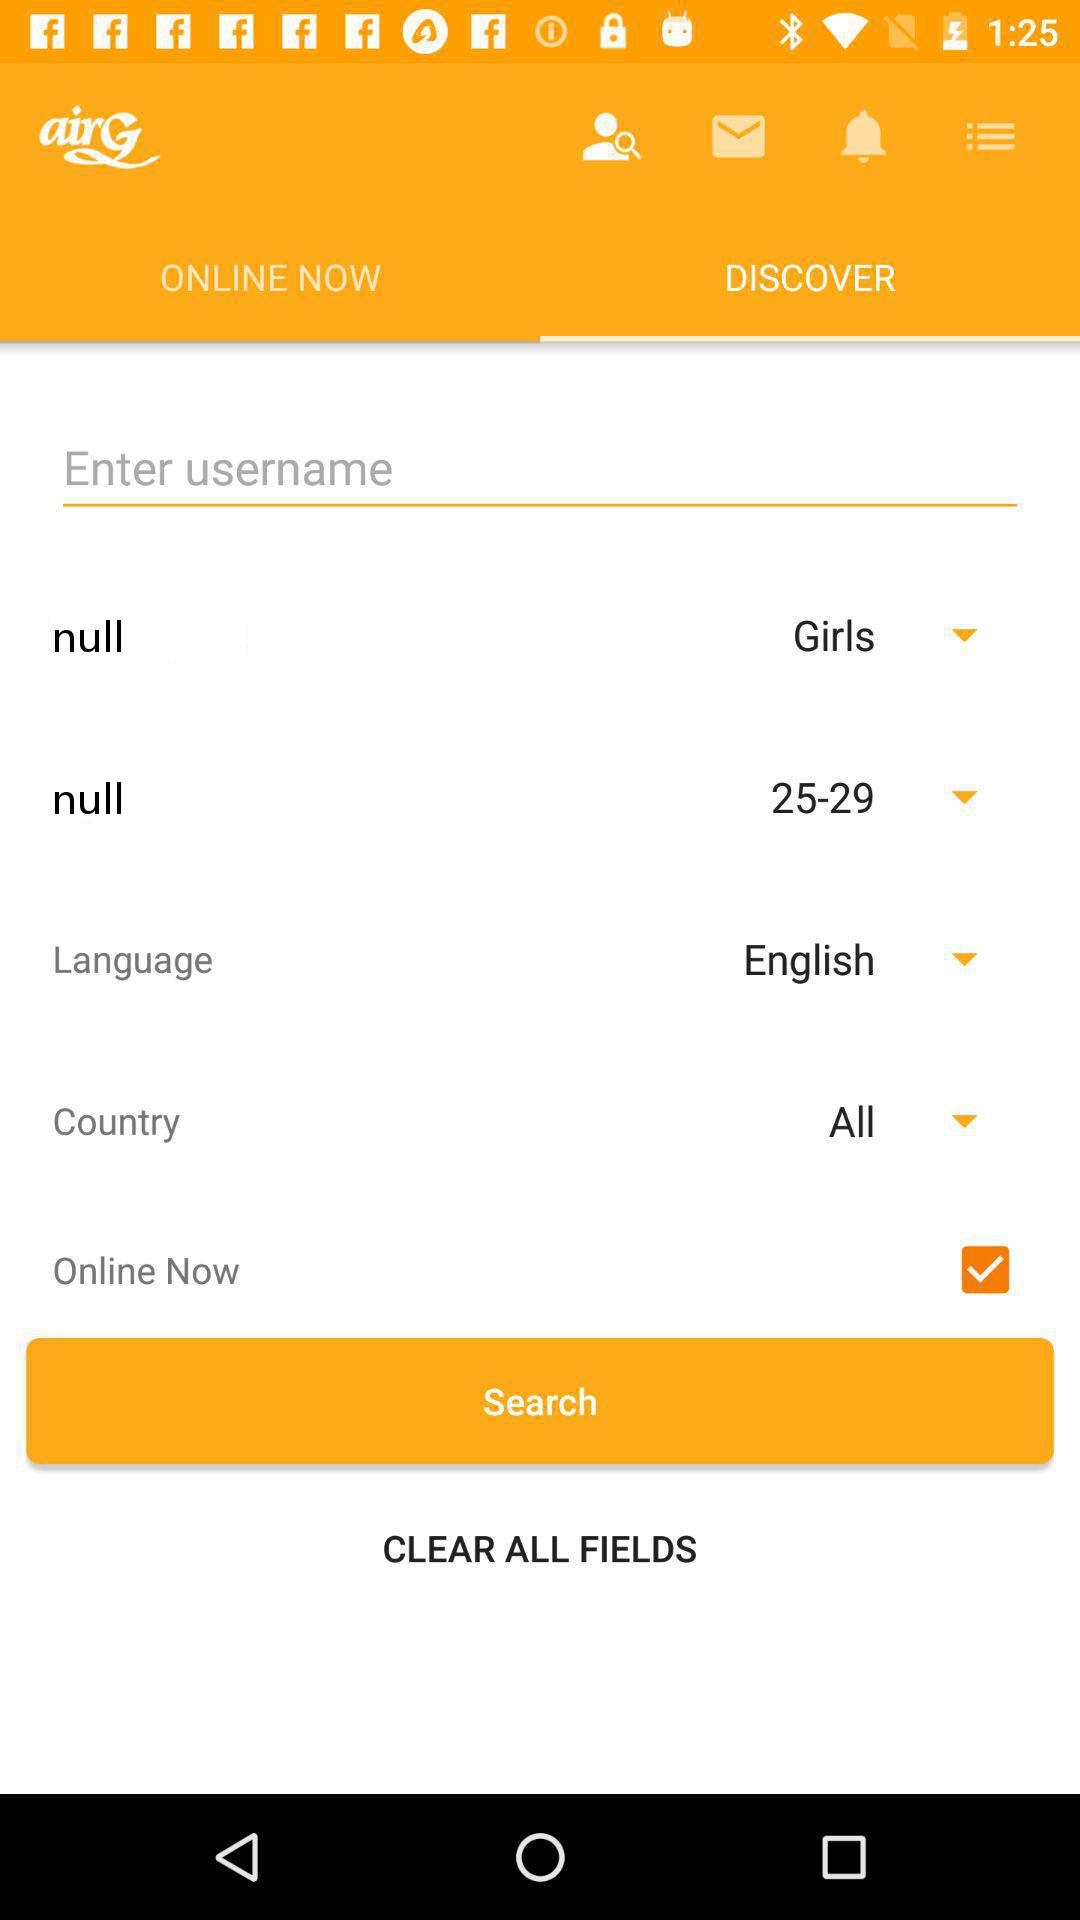 1:25
airG
ONLINE NOW
DISCOVER
Enter username
null
Girls
null
25-29
Language
English
Country
All
Online Now
Search
CLEAR ALL FIELDS